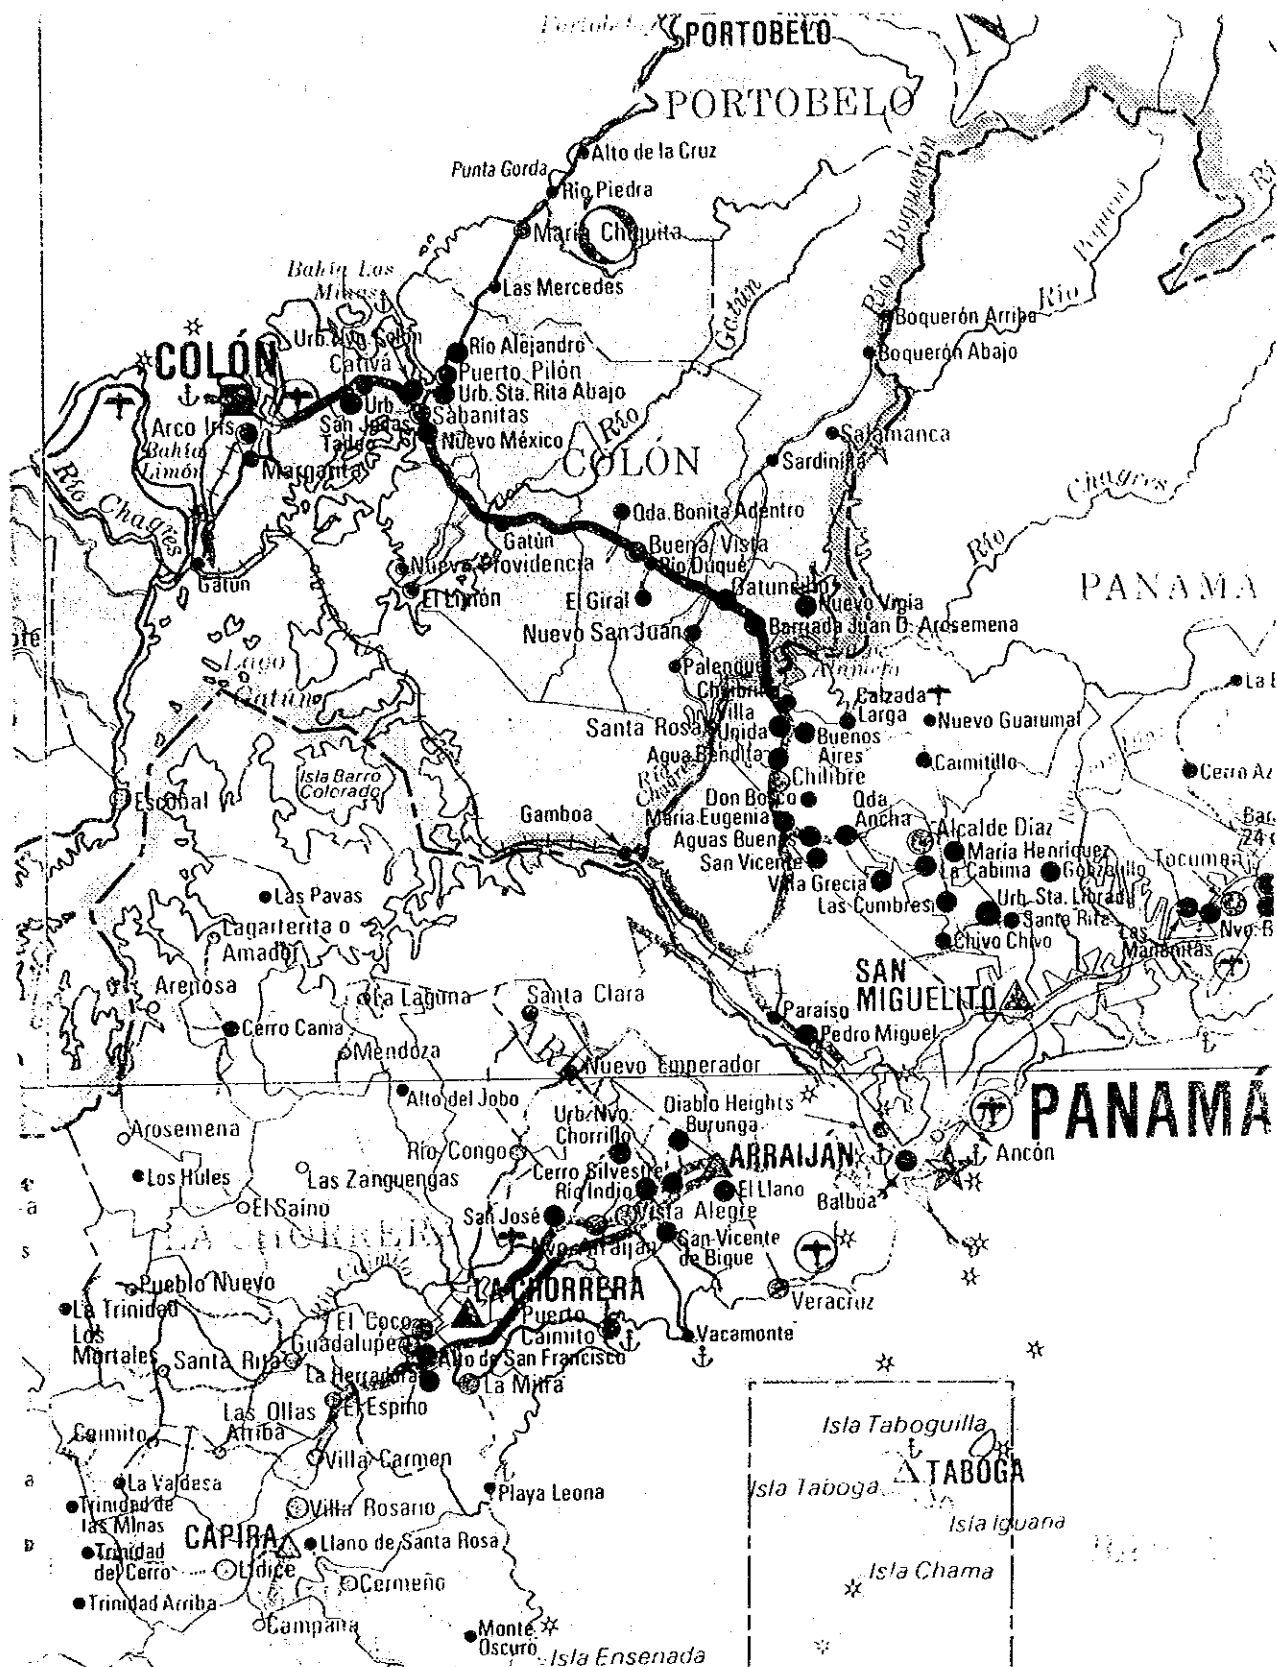 PORTOBELO
PORTOBELO
Alto de la Cruz
Punta Gorda
Río Piedra
María Chiquita
Bahía Las
Minas
Las Mercedes
Río Gatún
Río Boquerón
Río Pequení
Boquerón Arriba
Boquerón Abajo
COLÓN
Urb. Nvo. Colón
Cativá
Río Alejandro
Puerto Pilón
Urb. Sta. Rita Abajo
Sabanitas
Urb.
San Judas
Tadeo
Nuevo México
Arco Iris
Bahía
Limón
Margarita
COLÓN
Salamanca
Sardinilla
Río Chagres
Río Chagres
Qda. Bonita Adentro
Gatún
Buena Vista
Río Duque
Nueva Providencia
El Limón
Gatún
El Giral
Gatuncillo
Nuevo Vigía
PANAMÁ
Nuevo San Juan
Barriada Juan D. Arosemena
Lago
Gatún
Palenque
Chilibrillo
Villa
Unida
Santa Rosa
Calzada
Larga
Nuevo Guarumal
Buenos
Aires
Agua Bendita
Río
Chagres
Chilibre
Caimitillo
Isla Barro
Colorado
Escobal
Gamboa
Don Bosco
María Eugenia
Qda.
Ancha
Aguas Buenas
San Vicente
Alcalde Díaz
María Henríquez
La Cabima
Gonzalillo
Tocumen
Villa Grecia
Las Cumbres
Urb. Sta. Librada
Santa Rita
Chivo Chivo
Las
Mañanitas
Las Pavas
Lagarterita o
Amador
Arenosa
La Laguna
Santa Clara
SAN
MIGUELITO
Paraíso
Pedro Miguel
Cerro Cama
Mendoza
Nuevo Emperador
Alto del Jobo
Urb. Nvo.
Chorrillo
Diablo Heights
Burunga
PANAMÁ
Arosemena
Río Congo
ARRAIJÁN
Ancón
Los Hules
Las Zanguengas
Cerro Silvestre
Río Indio
El Llano
Balboa
El Saíno
San José
Vista Alegre
LA CHORRERA
Nvo. Arraiján
San Vicente
de Bique
Pueblo Nuevo
LA CHORRERA
Veracruz
La Trinidad
El Coco
Puerto
Caimito
Los
Mortales
Guadalupe
Vacamonte
Santa Rita
Alto de San Francisco
La Herradura
La Mitra
Las Ollas
Arriba
El Espino
Isla Taboguilla
Caimito
Villa Carmen
TABOGA
Isla Taboga
La Valdesa
Playa Leona
Trinidad de
las Minas
Villa Rosario
Isla Iguana
CAPIRA
Llano de Santa Rosa
Trinidad
del Cerro
Lídice
Cermeño
Isla Chama
Trinidad Arriba
Campana
Monte
Oscuro
Isla Ensenada